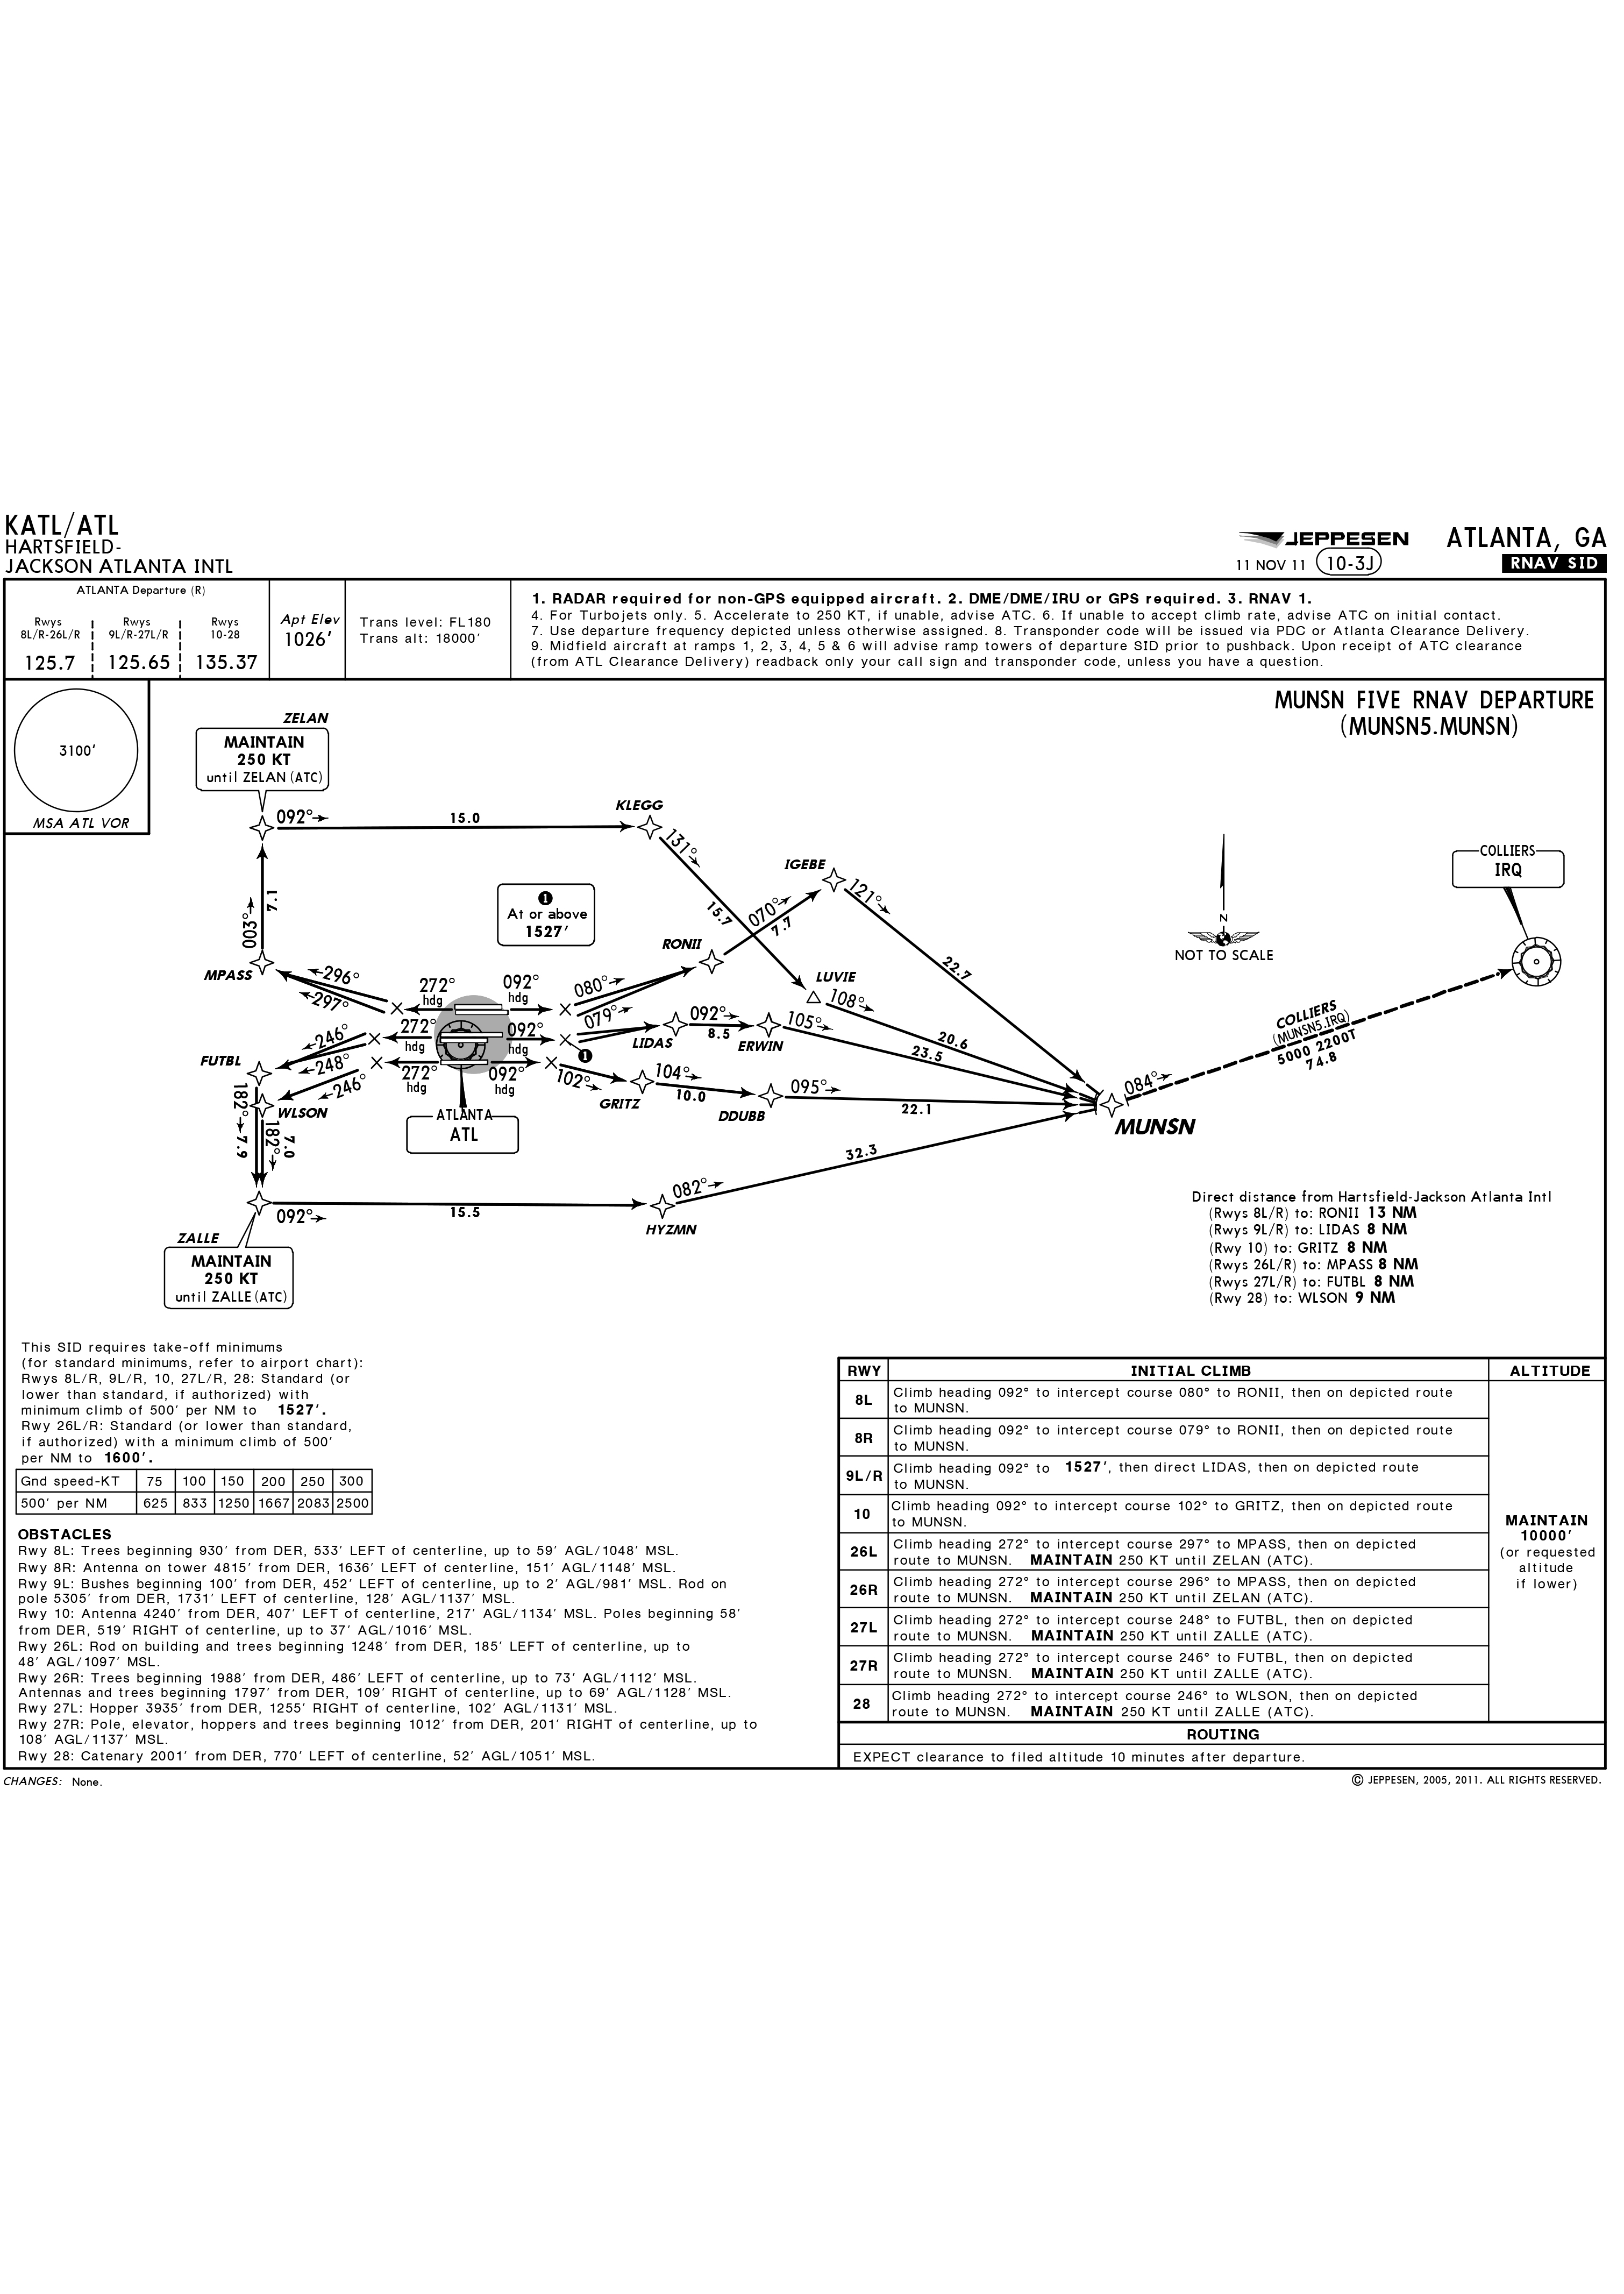 KATL/ATL
HARTSFIELD-
JACKSON ATLANTA INTL
JEPPESEN
11 NOV 11
10-3J
ATLANTA, GA
RNAV SID
ATLANTA Departure (R)
Rwys
8L/R-26L/R
125.7
Rwys
9L/R-27L/R
125.65
Rwys
10-28
135.37
Apt Elev
1026'
Trans level: FL180
Trans alt: 18000'
1. RADAR required for non-GPS equipped aircraft. 2. DME/DME/IRU or GPS required. 3. RNAV 1.
4. For Turbojets only. 5. Accelerate to 250 KT, if unable, advise ATC. 6. If unable to accept climb rate, advise ATC on initial contact.
7. Use departure frequency depicted unless otherwise assigned. 8. Transponder code will be issued via PDC or Atlanta Clearance Delivery.
9. Midfield aircraft at ramps 1, 2, 3, 4, 5 & 6 will advise ramp towers of departure SID prior to pushback. Upon receipt of ATC clearance
(from ATL Clearance Delivery) readback only your call sign and transponder code, unless you have a question.
3100'
MSA ATL VOR
MUNSN FIVE RNAV DEPARTURE
(MUNSN5.MUNSN)
ZELAN
MAINTAIN
250 KT
until ZELAN (ATC)
092°
15.0
KLEGG
131°
15.7
IGEBE
121°
22.7
7.1
003°
1
At or above
1527'
070°
7.7
RONII
MPASS
296°
297°
272°
hdg
092°
hdg
080°
079°
LUVIE
108°
20.6
N
NOT TO SCALE
COLLIERS
IRQ
COLLIERS
(MUNSN5.IRQ)
5000 2200T
74.8
084°
MUNSN
246°
248°
272°
hdg
092°
hdg
1
LIDAS
092°
8.5
ERWIN
105°
23.5
FUTBL
246°
272°
hdg
092°
hdg
102°
GRITZ
104°
10.0
DDUBB
095°
22.1
WLSON
182°
7.9
182°
7.0
ATLANTA
ATL
092°
15.5
HYZMN
082°
32.3
ZALLE
MAINTAIN
250 KT
until ZALLE (ATC)
Direct distance from Hartsfield-Jackson Atlanta Intl
(Rwys 8L/R) to: RONII 13 NM
(Rwys 9L/R) to: LIDAS 8 NM
(Rwy 10) to: GRITZ 8 NM
(Rwys 26L/R) to: MPASS 8 NM
(Rwys 27L/R) to: FUTBL 8 NM
(Rwy 28) to: WLSON 9 NM
This SID requires take-off minimums
(for standard minimums, refer to airport chart):
Rwys 8L/R, 9L/R, 10, 27L/R, 28: Standard (or
lower than standard, if authorized) with
minimum climb of 500' per NM to 1527'.
Rwy 26L/R: Standard (or lower than standard,
if authorized) with a minimum climb of 500'
per NM to 1600'.
Gnd speed-KT 75 100 150 200 250 300
500' per NM 625 833 1250 1667 2083 2500
OBSTACLES
Rwy 8L: Trees beginning 930' from DER, 533' LEFT of centerline, up to 59' AGL/1048' MSL.
Rwy 8R: Antenna on tower 4815' from DER, 1636' LEFT of centerline, 151' AGL/1148' MSL.
Rwy 9L: Bushes beginning 100' from DER, 452' LEFT of centerline, up to 2' AGL/981' MSL. Rod on
pole 5305' from DER, 1731' LEFT of centerline, 128' AGL/1137' MSL.
Rwy 10: Antenna 4240' from DER, 407' LEFT of centerline, 217' AGL/1134' MSL. Poles beginning 58'
from DER, 519' RIGHT of centerline, up to 37' AGL/1016' MSL.
Rwy 26L: Rod on building and trees beginning 1248' from DER, 185' LEFT of centerline, up to
48' AGL/1097' MSL.
Rwy 26R: Trees beginning 1988' from DER, 486' LEFT of centerline, up to 73' AGL/1112' MSL.
Antennas and trees beginning 1797' from DER, 109' RIGHT of centerline, up to 69' AGL/1128' MSL.
Rwy 27L: Hopper 3935' from DER, 1255' RIGHT of centerline, 102' AGL/1131' MSL.
Rwy 27R: Pole, elevator, hoppers and trees beginning 1012' from DER, 201' RIGHT of centerline, up to
108' AGL/1137' MSL.
Rwy 28: Catenary 2001' from DER, 770' LEFT of centerline, 52' AGL/1051' MSL.
RWY INITIAL CLIMB ALTITUDE
8L Climb heading 092° to intercept course 080° to RONII, then on depicted route
to MUNSN.
8R Climb heading 092° to intercept course 079° to RONII, then on depicted route
to MUNSN.
9L/R Climb heading 092° to 1527', then direct LIDAS, then on depicted route
to MUNSN.
10 Climb heading 092° to intercept course 102° to GRITZ, then on depicted route
to MUNSN.
26L Climb heading 272° to intercept course 297° to MPASS, then on depicted
route to MUNSN. MAINTAIN 250 KT until ZELAN (ATC).
26R Climb heading 272° to intercept course 296° to MPASS, then on depicted
route to MUNSN. MAINTAIN 250 KT until ZELAN (ATC).
27L Climb heading 272° to intercept course 248° to FUTBL, then on depicted
route to MUNSN. MAINTAIN 250 KT until ZALLE (ATC).
27R Climb heading 272° to intercept course 246° to FUTBL, then on depicted
route to MUNSN. MAINTAIN 250 KT until ZALLE (ATC).
28 Climb heading 272° to intercept course 246° to WLSON, then on depicted
route to MUNSN. MAINTAIN 250 KT until ZALLE (ATC).
MAINTAIN
10000'
(or requested
altitude
if lower)
ROUTING
EXPECT clearance to filed altitude 10 minutes after departure.
CHANGES: None.
© JEPPESEN, 2005, 2011. ALL RIGHTS RESERVED.